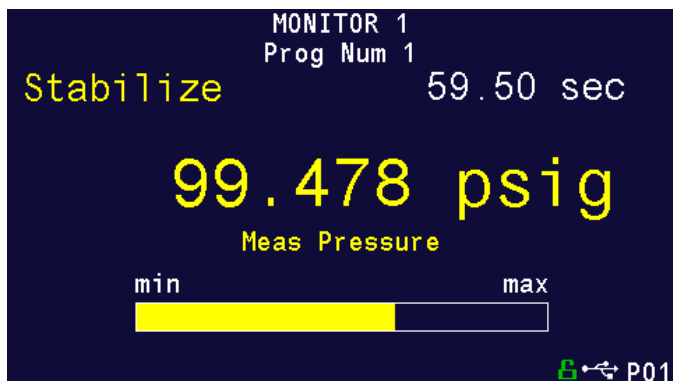 MONITOR 1
Prog Num 1
Stabilize 59.50 sec
99.478 psig
Meas Pressure
min max
P01